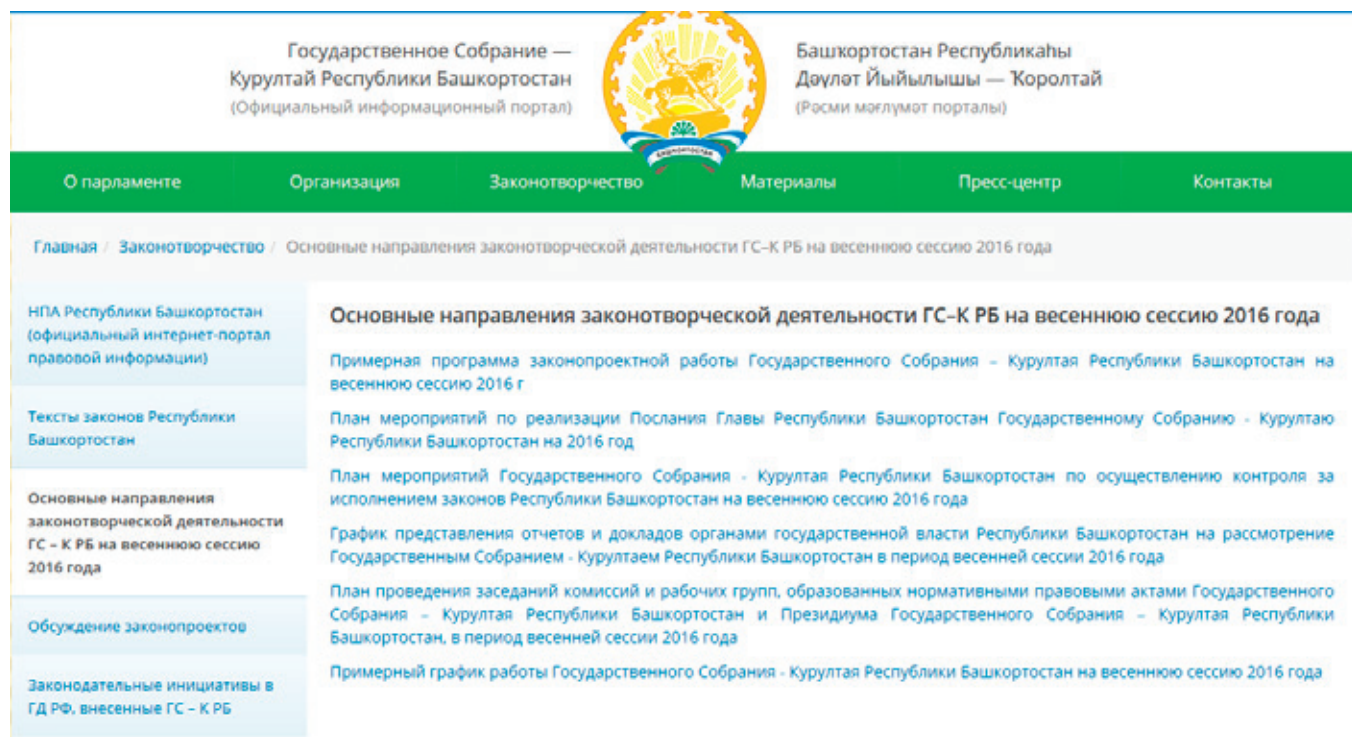 Государственное Собрание —
Курултай Республики Башкортостан
(Официальный информационный портал)
Башҡортостан Республикаһы
Дәүләт Йыйылышы — Ҡоролтай
(Рәсми мәғлүмәт порталы)
БАШКОРТОСТАН
О парламенте
Организация
Законотворчество
Материалы
Пресс-центр
Контакты
Главная / Законотворчество / Основные направления законотворческой деятельности ГС–К РБ на весеннюю сессию 2016 года
НПА Республики Башкортостан
(официальный интернет-портал
правовой информации)
Тексты законов Республики
Башкортостан
Основные направления
законотворческой деятельности
ГС – К РБ на весеннюю сессию
2016 года
Обсуждение законопроектов
Законодательные инициативы в
ГД РФ, внесенные ГС – К РБ
Основные направления законотворческой деятельности ГС–К РБ на весеннюю сессию 2016 года
Примерная программа законопроектной работы Государственного Собрания – Курултая Республики Башкортостан на
весеннюю сессию 2016 г
План мероприятий по реализации Послания Главы Республики Башкортостан Государственному Собранию - Курултаю
Республики Башкортостан на 2016 год
План мероприятий Государственного Собрания - Курултая Республики Башкортостан по осуществлению контроля за
исполнением законов Республики Башкортостан на весеннюю сессию 2016 года
График представления отчетов и докладов органами государственной власти Республики Башкортостан на рассмотрение
Государственным Собранием - Курултаем Республики Башкортостан в период весенней сессии 2016 года
План проведения заседаний комиссий и рабочих групп, образованных нормативными правовыми актами Государственного
Собрания – Курултая Республики Башкортостан и Президиума Государственного Собрания – Курултая Республики
Башкортостан, в период весенней сессии 2016 года
Примерный график работы Государственного Собрания - Курултая Республики Башкортостан на весеннюю сессию 2016 года